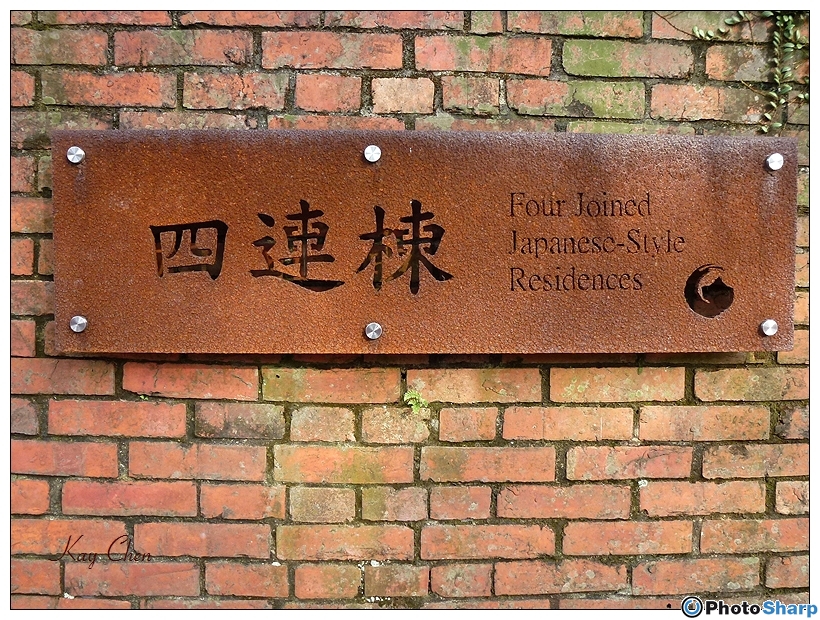 四連棟
Four Joined
Japanese-Style
Residences
Kay Chen
PhotoSharp